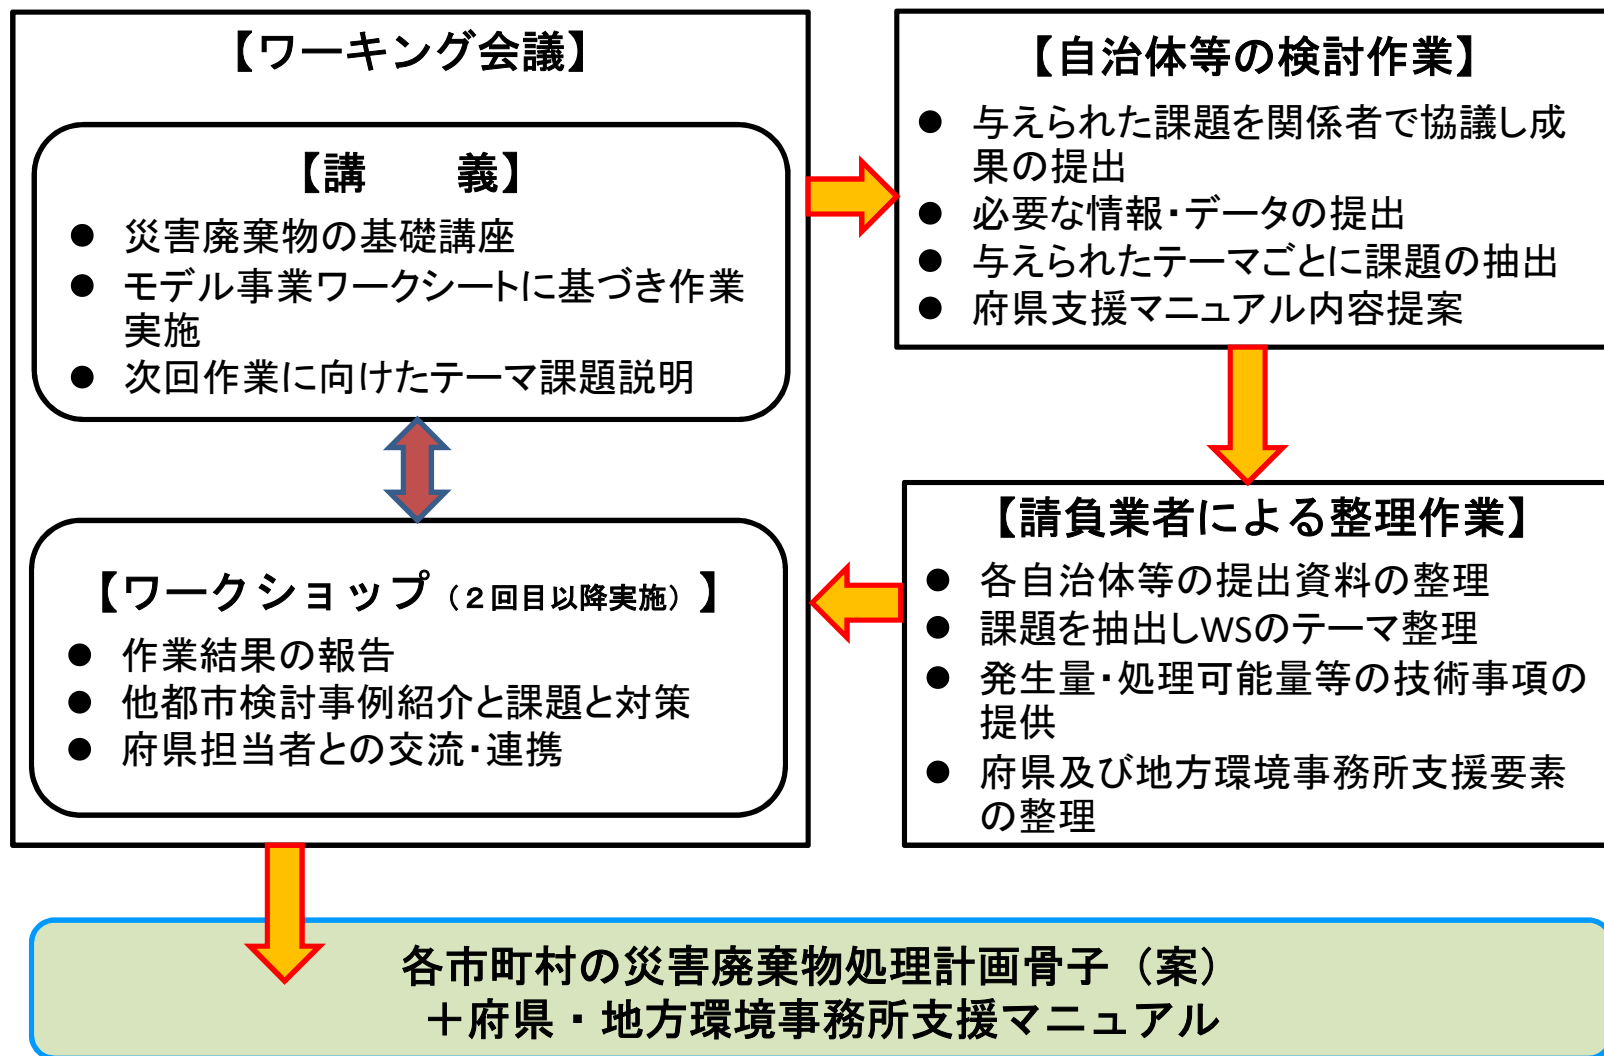 【ワーキング会議】
【講　　義】
● 災害廃棄物の基礎講座
● モデル事業ワークシートに基づき作業
実施
● 次回作業に向けたテーマ課題説明
【ワークショップ（２回目以降実施）】
● 作業結果の報告
● 他都市検討事例紹介と課題と対策
● 府県担当者との交流・連携
【自治体等の検討作業】
● 与えられた課題を関係者で協議し成
果の提出
● 必要な情報・データの提出
● 与えられたテーマごとに課題の抽出
● 府県支援マニュアル内容提案
【請負業者による整理作業】
● 各自治体等の提出資料の整理
● 課題を抽出しWSのテーマ整理
● 発生量・処理可能量等の技術事項の
提供
● 府県及び地方環境事務所支援要素
の整理
各市町村の災害廃棄物処理計画骨子（案）
＋府県・地方環境事務所支援マニュアル